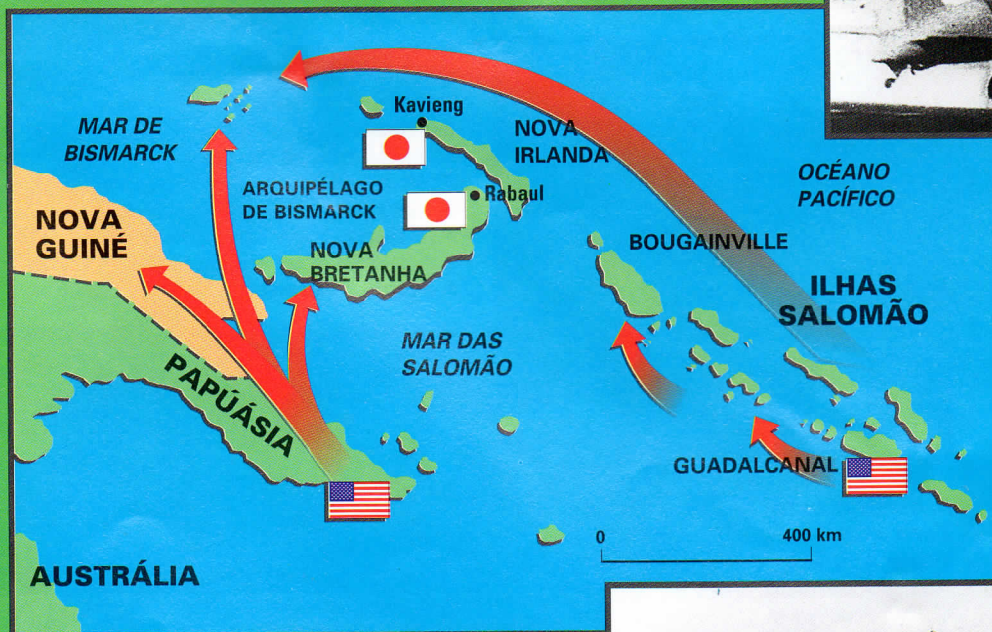 Kavieng
MAR DE
BISMARCK
NOVA
IRLANDA
OCÉANO
PACÍFICO
ARQUIPÉLAGO
DE BISMARCK
Rabaul
NOVA
GUINÉ
NOVA
BRETANHA
BOUGAINVILLE
ILHAS
SALOMÃO
MAR DAS
SALOMÃO
PAPÚÁSIA
GUADALCANAL
0 400 km
AUSTRÁLIA